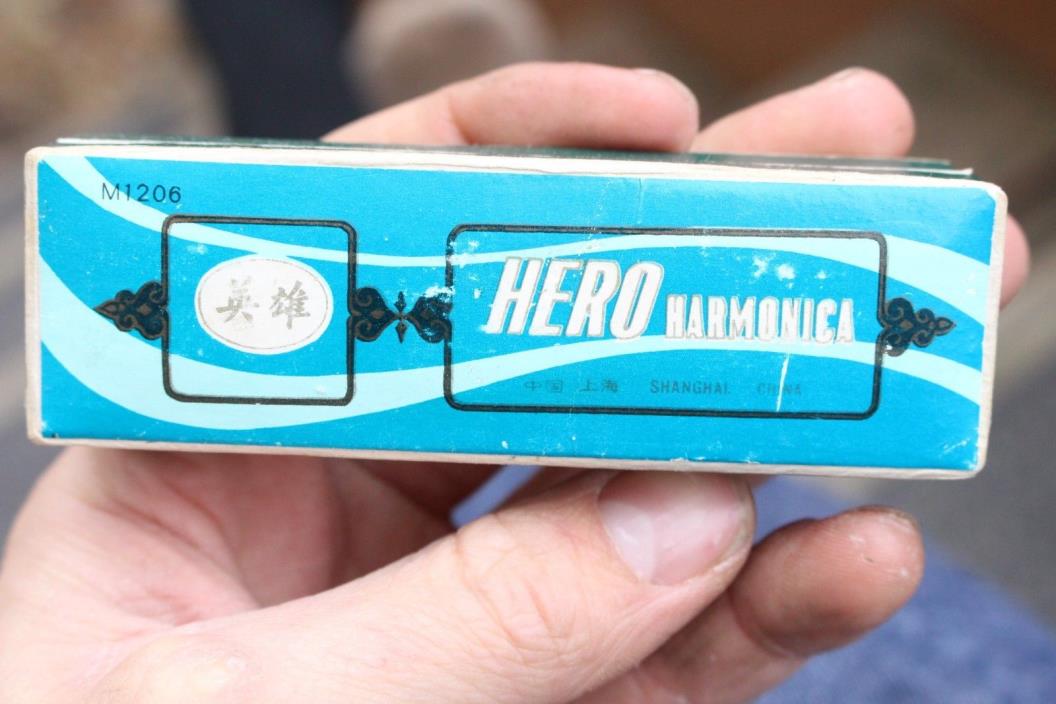 M1206
英雄
HERO HARMONICA
中国 上海 SHANGHAI CHINA